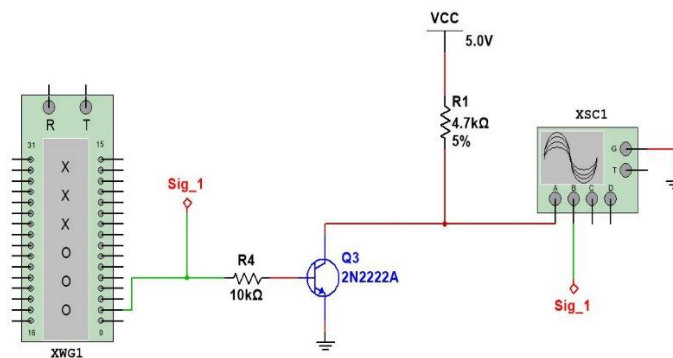 VCC
5.0V
R1
4.7kΩ
5%
XSC1
G
T
A B C D
R T
31 15
X
X
X
O
O
O
16 0
XWG1
Sig_1
R4
10kΩ
Q3
2N2222A
Sig_1